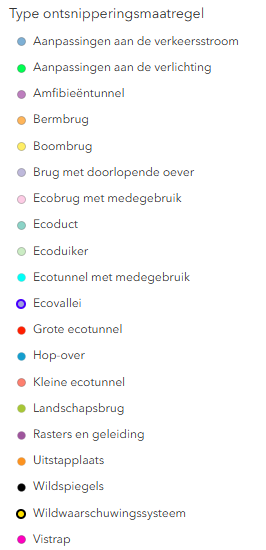 Type ontsnipperingsmaatregel
Aanpassingen aan de verkeersstroom
Aanpassingen aan de verlichting
Amfibieëntunnel
Bermbrug
Boombrug
Brug met doorlopende oever
Ecobrug met medegebruik
Ecoduct
Ecoduiker
Ecotunnel met medegebruik
Ecovallei
Grote ecotunnel
Hop-over
Kleine ecotunnel
Landschapsbrug
Rasters en geleiding
Uitstapplaats
Wildspiegels
Wildwaarschuwingssysteem
Vistrap